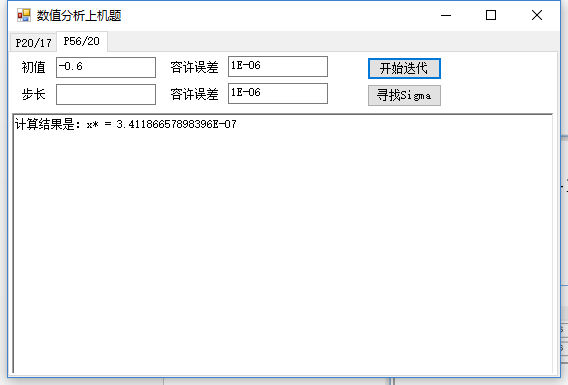 数值分析上机题
P20/17 P56/20
初值 -0.6 容许误差 1E-06 开始迭代
步长 容许误差 1E-06 寻找Sigma
计算结果是: x* = 3.41186657898396E-07